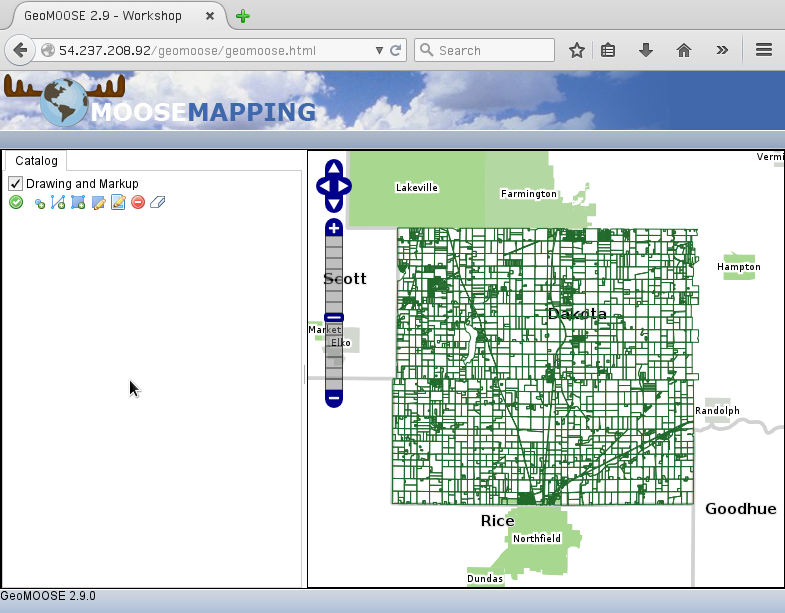 GeoMOOSE 2.9 - Workshop
54.237.208.92/geomoose/geomoose.html
Search
MOOSEMAPPING
Catalog
Drawing and Markup
Vermi
Lakeville
Farmington
Hampton
Scott
Dakota
Market
Elko
Randolph
Goodhue
Rice
Northfield
Dundas
GeoMOOSE 2.9.0